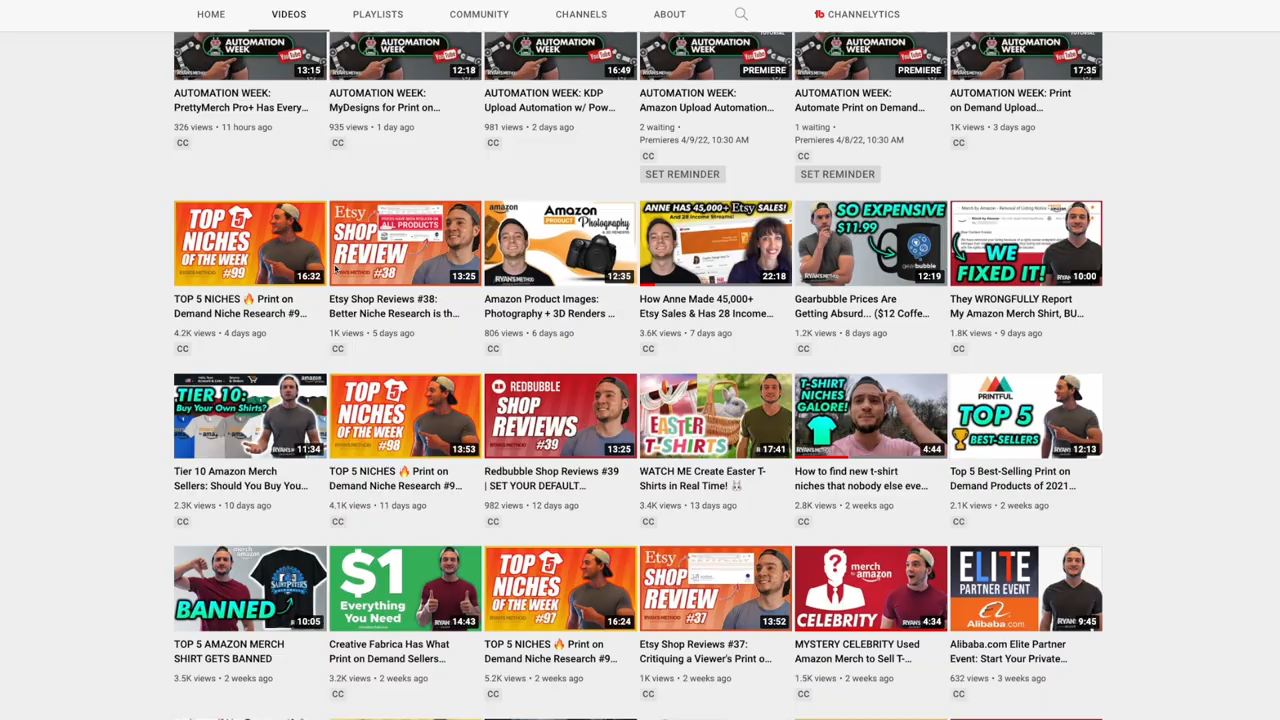 HOME
VIDEOS
PLAYLISTS
COMMUNITY
CHANNELS
ABOUT
CHANNELYTICS
AUTOMATION
WEEK
13:15
AUTOMATION
WEEK
12:18
AUTOMATION
WEEK
16:49
AUTOMATION
WEEK
PREMIERE
AUTOMATION
WEEK
PREMIERE
AUTOMATION
WEEK
17:35
AUTOMATION WEEK:
PrettyMerch Pro+ Has Every...
326 views • 11 hours ago
CC
AUTOMATION WEEK:
MyDesigns for Print on...
935 views • 1 day ago
CC
AUTOMATION WEEK: KDP
Upload Automation w/ Pow...
981 views • 2 days ago
CC
AUTOMATION WEEK:
Amazon Upload Automation...
2 waiting •
Premieres 4/9/22, 10:30 AM
CC
SET REMINDER
AUTOMATION WEEK:
Automate Print on Demand...
1 waiting •
Premieres 4/8/22, 10:30 AM
CC
SET REMINDER
AUTOMATION WEEK: Print
on Demand Upload...
1K views • 3 days ago
CC
TOP 5
NICHES
OF THE WEEK
#99
16:32
TOP 5 NICHES 🔥 Print on
Demand Niche Research #9...
4.2K views • 4 days ago
CC
Etsy
SHOP
REVIEW
#38
ALL PRODUCTS
13:25
Etsy Shop Reviews #38:
Better Niche Research is th...
1K views • 5 days ago
CC
amazon
Amazon
PRODUCT
Photography
& 3D RENDERS
12:35
Amazon Product Images:
Photography + 3D Renders ...
806 views • 6 days ago
CC
ANNE HAS 45,000+ Etsy SALES!
And 28 Income Streams!
22:18
How Anne Made 45,000+
Etsy Sales & Has 28 Income...
3.6K views • 7 days ago
CC
SO EXPENSIVE
$11.99
12:19
Gearbubble Prices Are
Getting Absurd... ($12 Coffe...
1.2K views • 8 days ago
CC
WE
FIXED IT!
10:00
They WRONGFULLY Report
My Amazon Merch Shirt, BU...
1.8K views • 9 days ago
CC
TIER 10:
Buy Your Own Shirts?
11:34
Tier 10 Amazon Merch
Sellers: Should You Buy You...
2.3K views • 10 days ago
CC
TOP 5
NICHES
OF THE WEEK
#98
13:53
TOP 5 NICHES 🔥 Print on
Demand Niche Research #9...
4.1K views • 11 days ago
CC
REDBUBBLE
SHOP
REVIEWS
#39
13:25
Redbubble Shop Reviews #39
| SET YOUR DEFAULT...
982 views • 12 days ago
CC
EASTER
T-SHIRTS
17:41
WATCH ME Create Easter T-
Shirts in Real Time! 🐰
3.4K views • 13 days ago
CC
T-SHIRT
NICHES
GALORE!
4:44
How to find new t-shirt
niches that nobody else eve...
2.8K views • 2 weeks ago
CC
PRINTFUL
TOP 5
BEST-SELLERS
12:13
Top 5 Best-Selling Print on
Demand Products of 2021...
2.1K views • 2 weeks ago
CC
merch
amazon
BANNED
SAINT PETER'S
10:05
TOP 5 AMAZON MERCH
SHIRT GETS BANNED
3.5K views • 2 weeks ago
CC
$1
Everything
You Need
14:43
Creative Fabrica Has What
Print on Demand Sellers...
3.2K views • 2 weeks ago
CC
TOP 5
NICHES
OF THE WEEK
#97
16:24
TOP 5 NICHES 🔥 Print on
Demand Niche Research #9...
5.2K views • 2 weeks ago
CC
Etsy
SHOP
REVIEW
#37
13:52
Etsy Shop Reviews #37:
Critiquing a Viewer's Print o...
1K views • 2 weeks ago
CC
merch
by amazon
CELEBRITY
4:34
MYSTERY CELEBRITY Used
Amazon Merch to Sell T-...
1.5K views • 2 weeks ago
CC
ELITE
PARTNER EVENT
Alibaba.com
9:45
Alibaba.com Elite Partner
Event: Start Your Private...
632 views • 3 weeks ago
CC